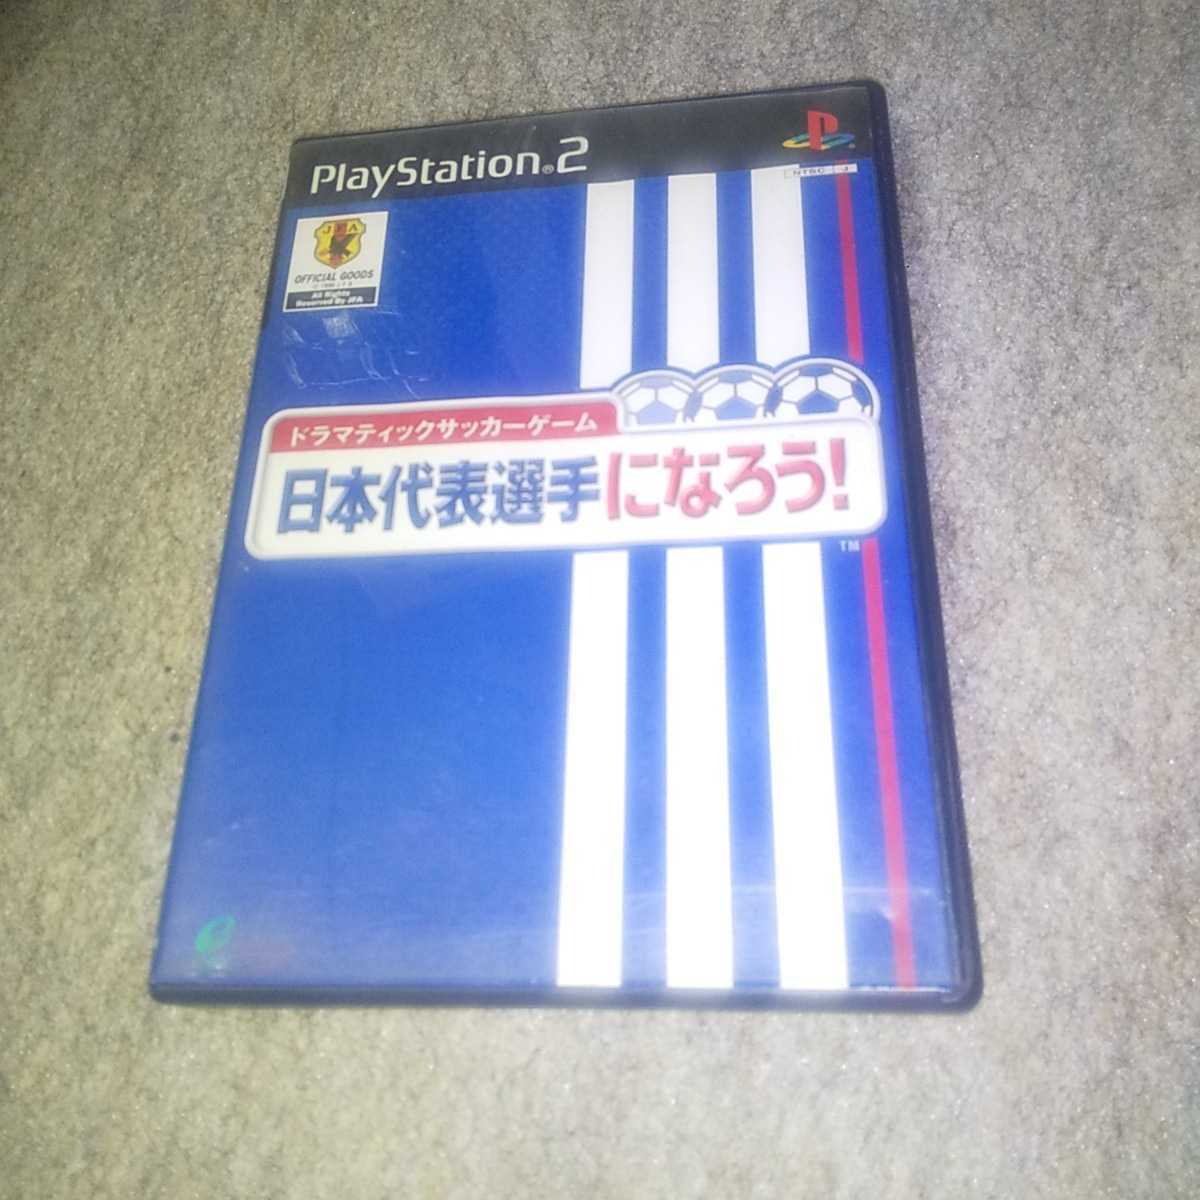 PlayStation®2
NTSC J
JFA
OFFICIAL GOODS
All Rights
Reserved By JFA
ドラマティックサッカーゲーム
日本代表選手になろう!
TM